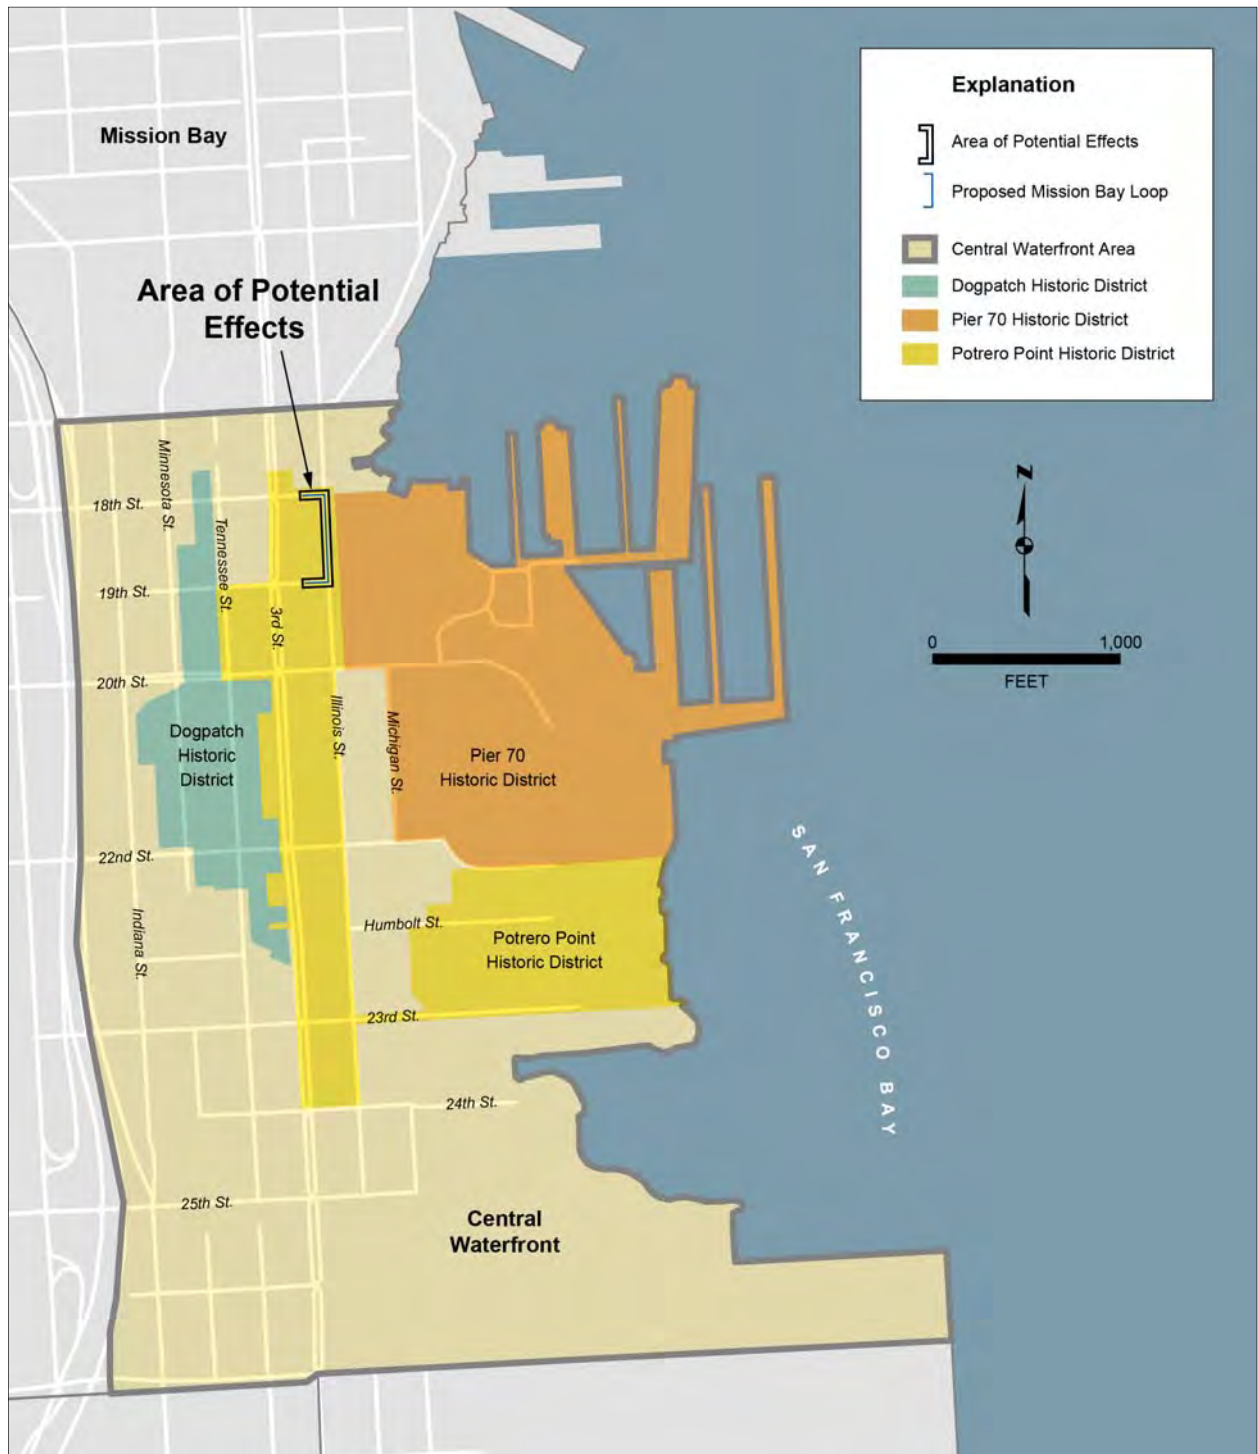 Mission Bay
Area of Potential
Effects
Explanation
Area of Potential Effects
Proposed Mission Bay Loop
Central Waterfront Area
Dogpatch Historic District
Pier 70 Historic District
Potrero Point Historic District
N
0
1,000
FEET
18th St.
Minnesota St.
Tennessee St.
19th St.
3rd St.
20th St.
Illinois St.
Michigan St.
Dogpatch
Historic
District
Pier 70
Historic District
22nd St.
Indiana St.
Humbolt St.
Potrero Point
Historic District
23rd St.
24th St.
25th St.
Central
Waterfront
SAN FRANCISCO BAY